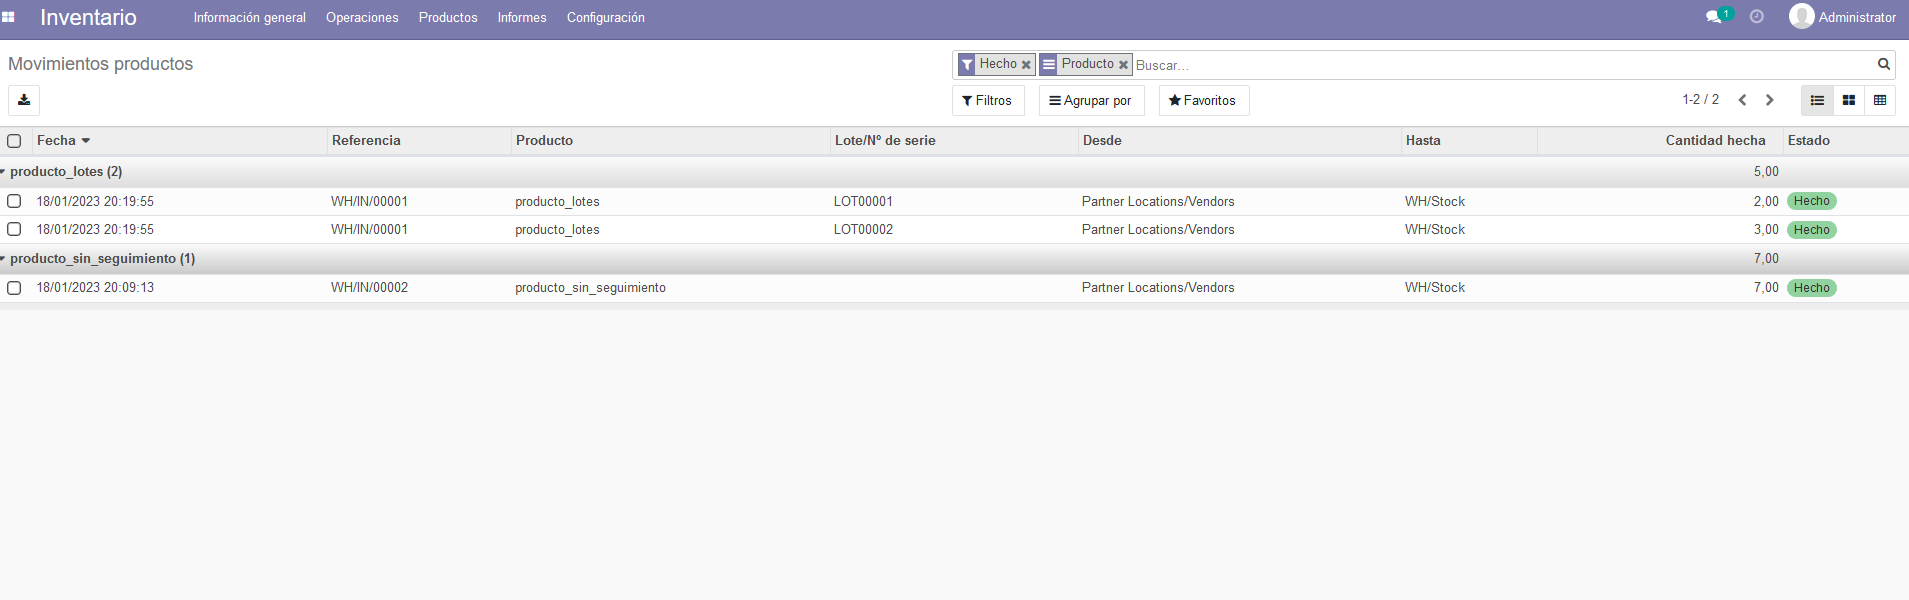 Inventario Información general Operaciones Productos Informes Configuración 1 Administrator
Movimientos productos
Hecho Producto Buscar...
Filtros Agrupar por Favoritos 1-2 / 2
Fecha Referencia Producto Lote/Nº de serie Desde Hasta Cantidad hecha Estado
producto_lotes (2) 5,00
18/01/2023 20:19:55 WH/IN/00001 producto_lotes LOT00001 Partner Locations/Vendors WH/Stock 2,00 Hecho
18/01/2023 20:19:55 WH/IN/00001 producto_lotes LOT00002 Partner Locations/Vendors WH/Stock 3,00 Hecho
producto_sin_seguimiento (1) 7,00
18/01/2023 20:09:13 WH/IN/00002 producto_sin_seguimiento Partner Locations/Vendors WH/Stock 7,00 Hecho